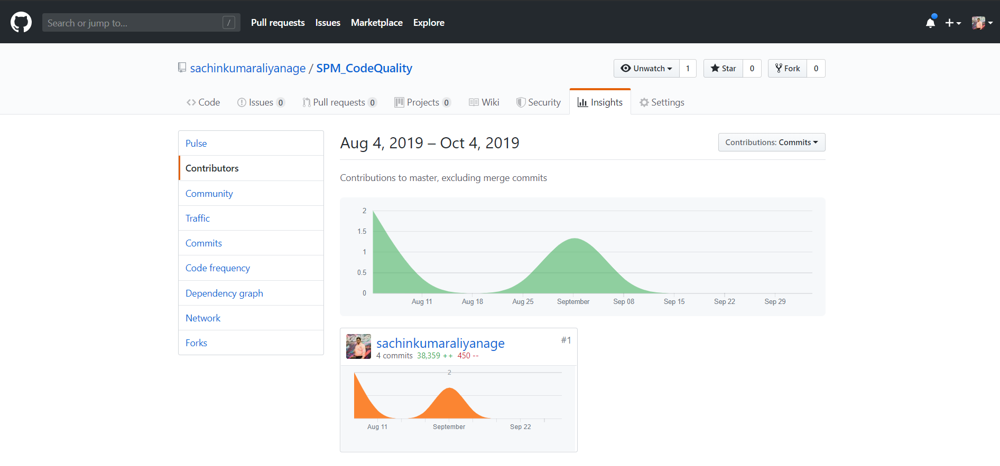 Search or jump to... / Pull requests Issues Marketplace Explore
sachinkumaraliyanage / SPM_CodeQuality Unwatch 1 Star 0 Fork 0
Code Issues 0 Pull requests 0 Projects 0 Wiki Security Insights Settings
Pulse
Contributors
Community
Traffic
Commits
Code frequency
Dependency graph
Network
Forks
Aug 4, 2019 – Oct 4, 2019 Contributions: Commits
Contributions to master, excluding merge commits
2
1.5
1
0.5
0
Aug 11 Aug 18 Aug 25 September Sep 08 Sep 15 Sep 22 Sep 29
sachinkumaraliyanage #1
4 commits 38,359 ++ 450 --
2
Aug 11 September Sep 22